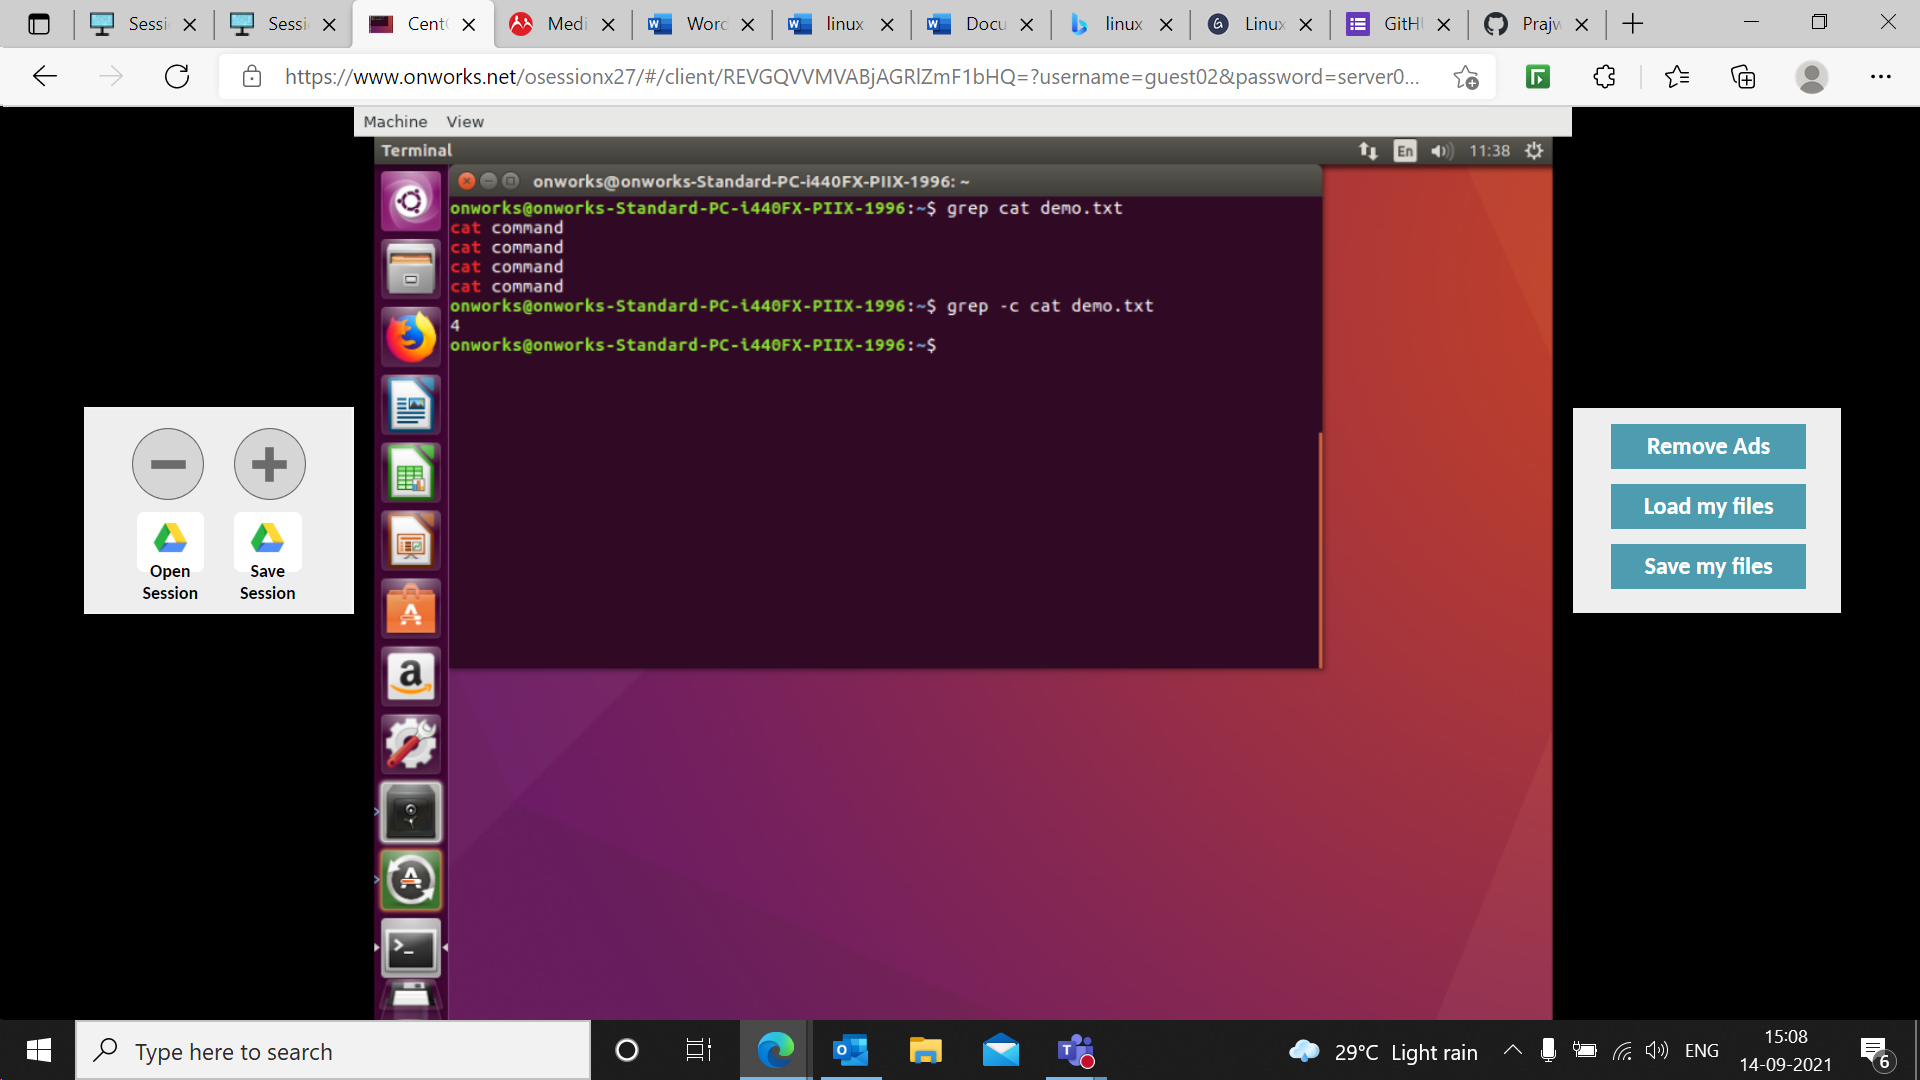 Sessi
Sessi
Cent
Medi
Word
linux
Docu
linux
Linux
GitH
Prajw
https://www.onworks.net/osessionx27/#/client/REVGQVVMVABjAGRlZmF1bHQ=?username=guest02&password=server0...
Machine View
Terminal
En
11:38
onworks@onworks-Standard-PC-i440FX-PIIX-1996: ~
onworks@onworks-Standard-PC-i440FX-PIIX-1996:~$ grep cat demo.txt
cat command
cat command
cat command
cat command
onworks@onworks-Standard-PC-i440FX-PIIX-1996:~$ grep -c cat demo.txt
4
onworks@onworks-Standard-PC-i440FX-PIIX-1996:~$
Open
Session
Save
Session
Remove Ads
Load my files
Save my files
Type here to search
29°C Light rain
ENG
15:08
14-09-2021
6